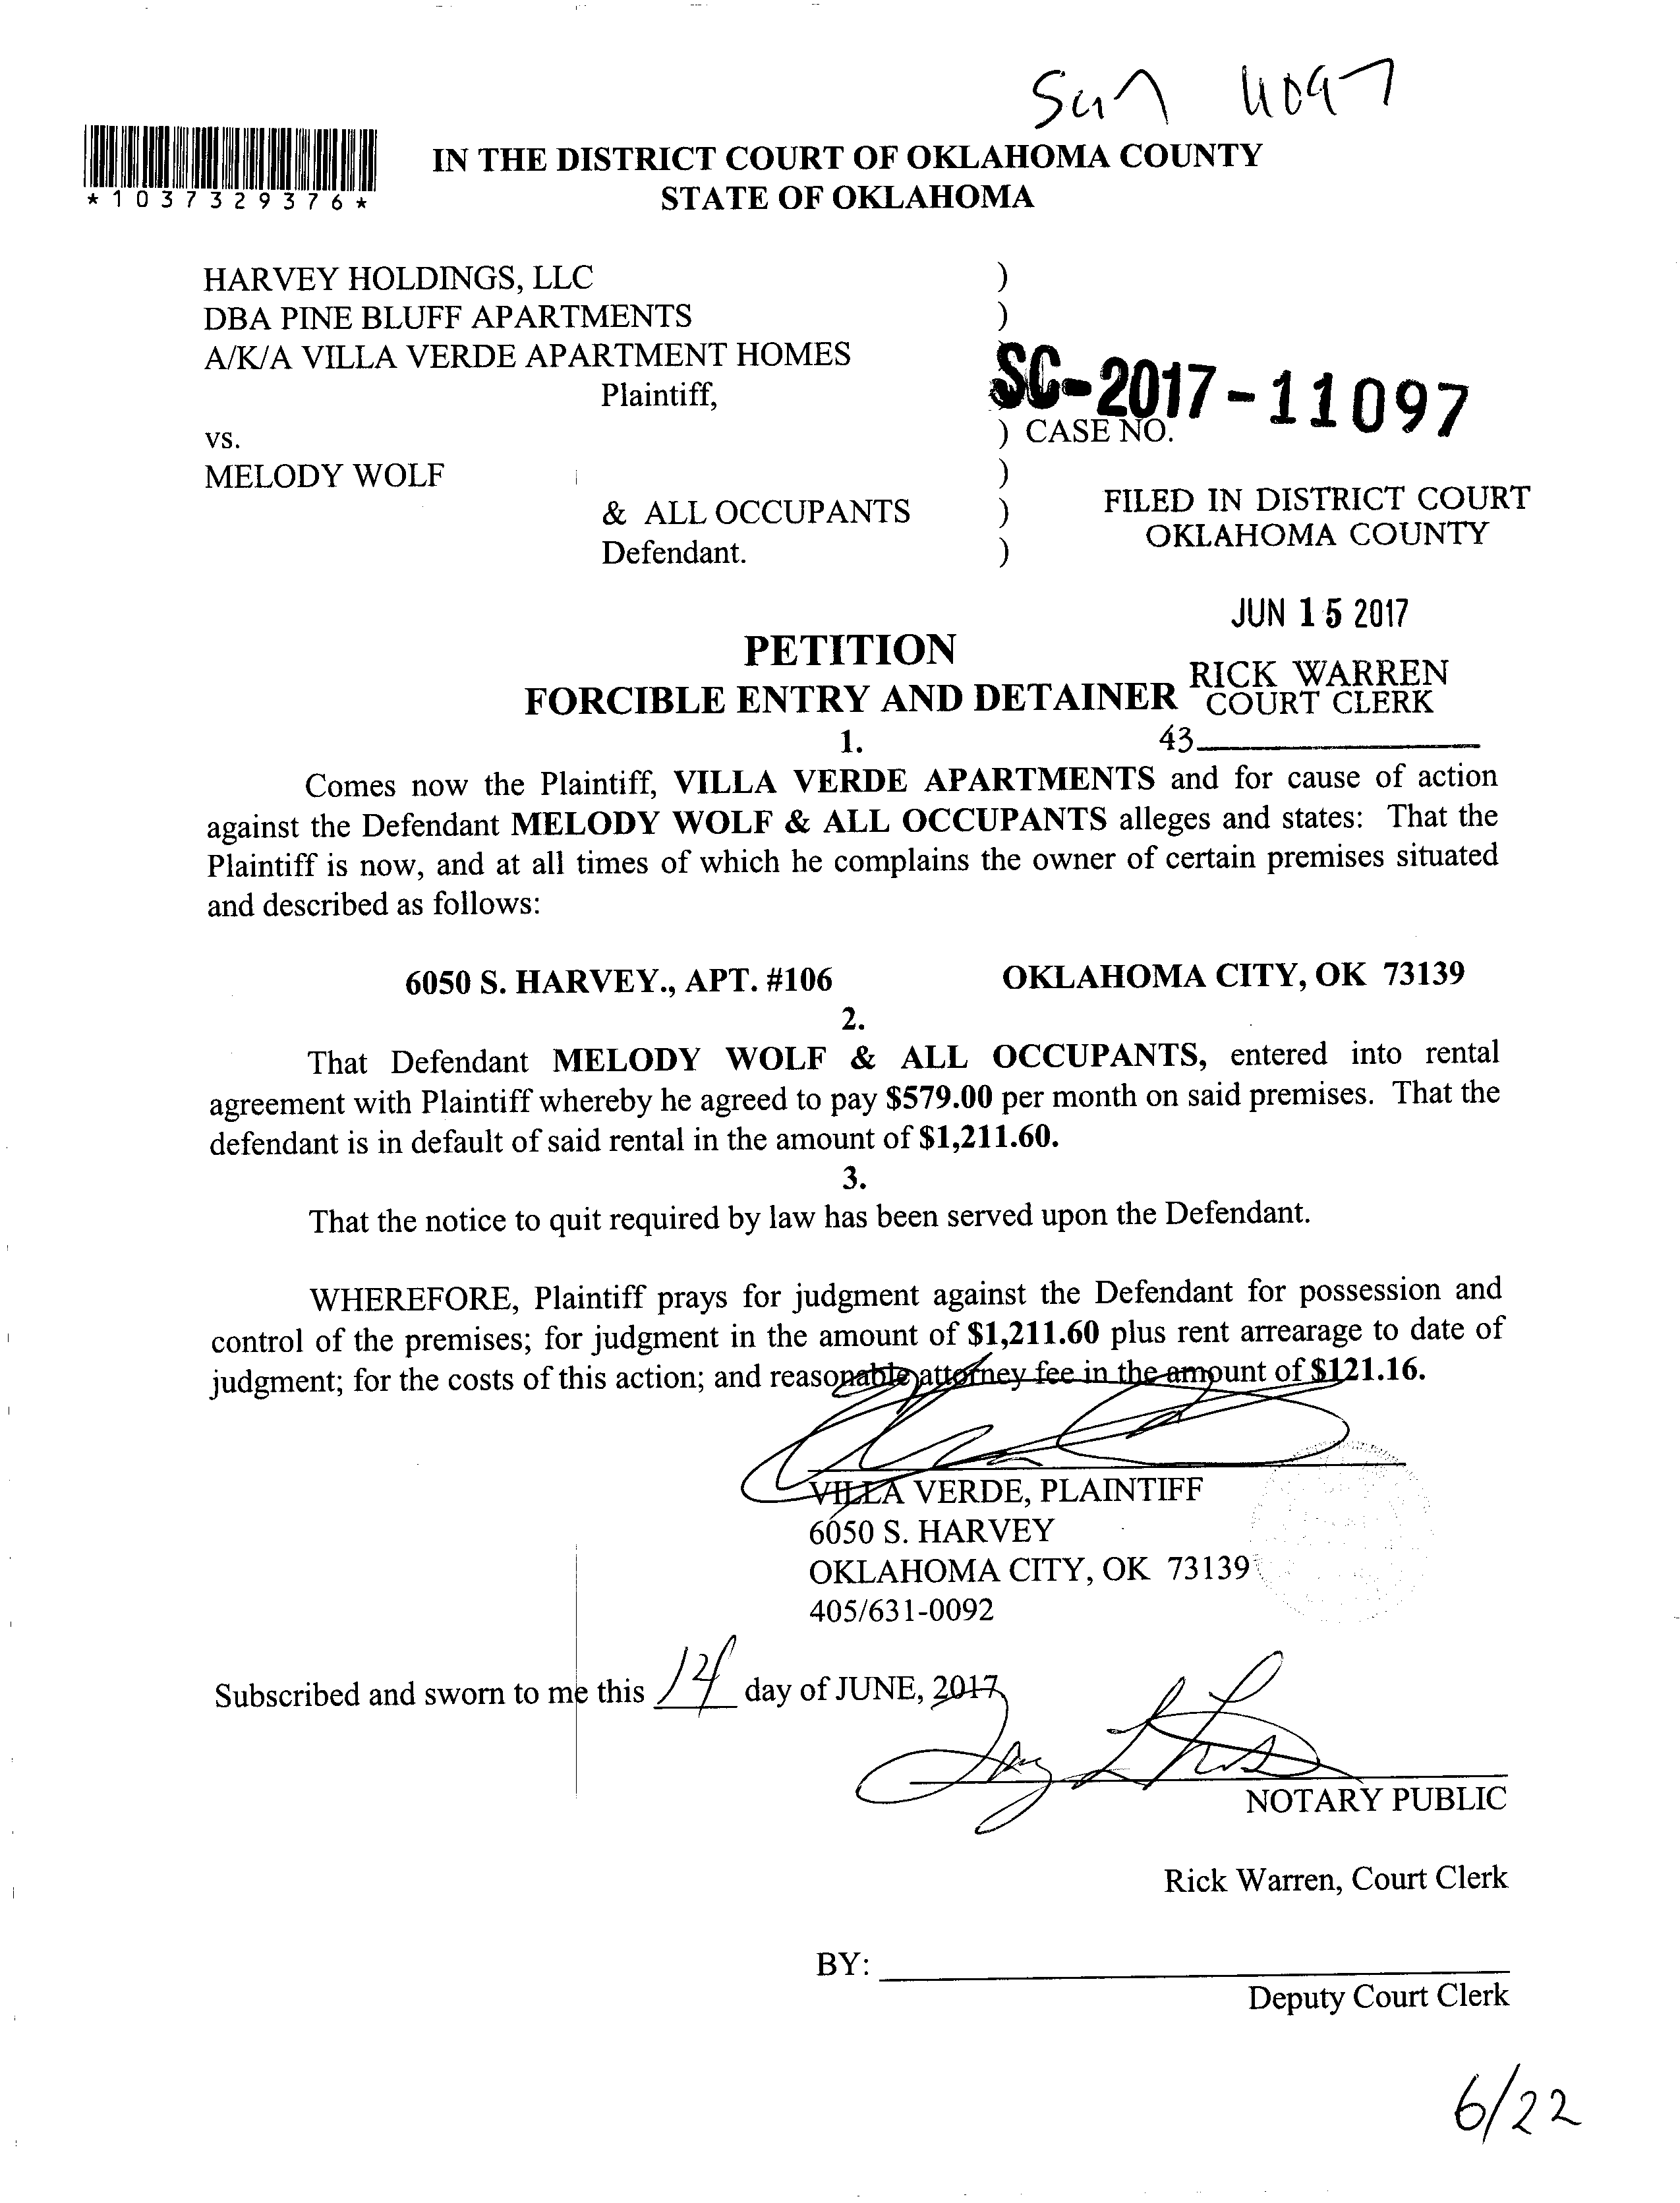 *1037329376*
IN THE DISTRICT COURT OF OKLAHOMA COUNTY
STATE OF OKLAHOMA
HARVEY HOLDINGS, LLC )
DBA PINE BLUFF APARTMENTS )
A/K/A VILLA VERDE APARTMENT HOMES
Plaintiff, )
SC-2017-11097
vs. ) CASE NO.
MELODY WOLF )
& ALL OCCUPANTS )
Defendant. )
FILED IN DISTRICT COURT
OKLAHOMA COUNTY
JUN 15 2017
RICK WARREN
COURT CLERK
43
PETITION
FORCIBLE ENTRY AND DETAINER
1.
Comes now the Plaintiff, VILLA VERDE APARTMENTS and for cause of action
against the Defendant MELODY WOLF & ALL OCCUPANTS alleges and states: That the
Plaintiff is now, and at all times of which he complains the owner of certain premises situated
and described as follows:
6050 S. HARVEY., APT. #106 OKLAHOMA CITY, OK 73139
2.
That Defendant MELODY WOLF & ALL OCCUPANTS, entered into rental
agreement with Plaintiff whereby he agreed to pay $579.00 per month on said premises. That the
defendant is in default of said rental in the amount of $1,211.60.
3.
That the notice to quit required by law has been served upon the Defendant.
WHEREFORE, Plaintiff prays for judgment against the Defendant for possession and
control of the premises; for judgment in the amount of $1,211.60 plus rent arrearage to date of
judgment; for the costs of this action; and reasonable attorney fee in the amount of $121.16.
VILLA VERDE, PLAINTIFF
6050 S. HARVEY
OKLAHOMA CITY, OK 73139
405/631-0092
Subscribed and sworn to me this 14 day of JUNE, 2017
NOTARY PUBLIC
Rick Warren, Court Clerk
BY:
Deputy Court Clerk
6/22